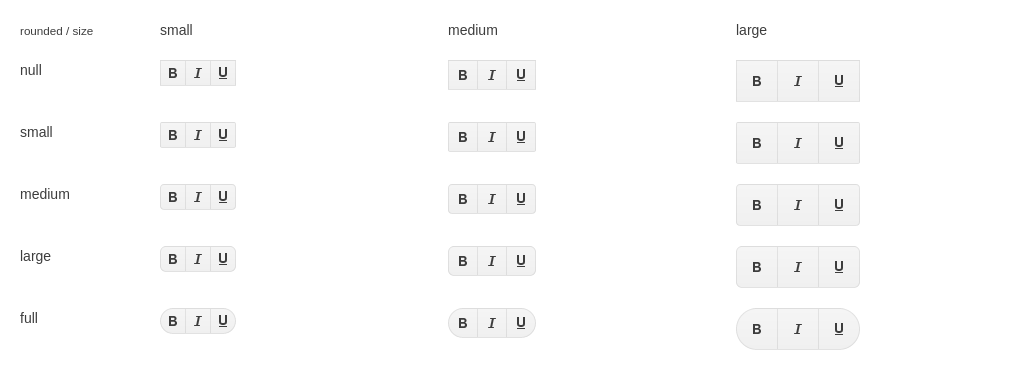 rounded / size small medium large
null B I U B I U B I U
small B I U B I U B I U
medium B I U B I U B I U
large B I U B I U B I U
full B I U B I U B I U